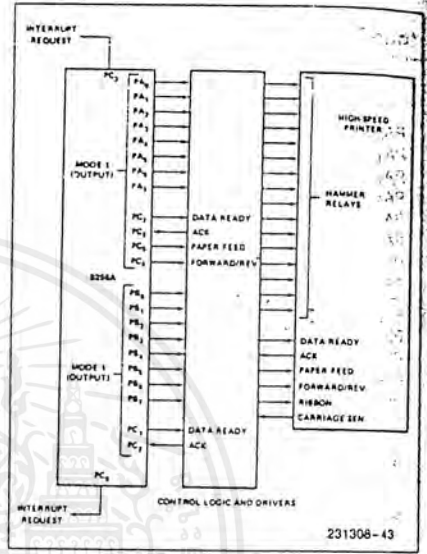 INTERRUPT
REQUEST
PC3
PA0
PA1
PA2
PA3
PA4
PA5
PA6
PA7
MODE 1
(OUTPUT)
HIGH-SPEED
PRINTER
HAMMER
RELAYS
PC7 DATA READY
PC6 ACK
PC5 PAPER FEED
PC4 FORWARD/REV.
8255A
PB0
PB1
PB2
PB3
PB4
PB5
PB6
PB7
MODE 1
(OUTPUT)
DATA READY
ACK
PAPER FEED
FORWARD/REV.
RIBBON
CARRIAGE SEN.
PC1 DATA READY
PC2 ACK
PC0
CONTROL LOGIC AND DRIVERS
INTERRUPT
REQUEST
231308-43